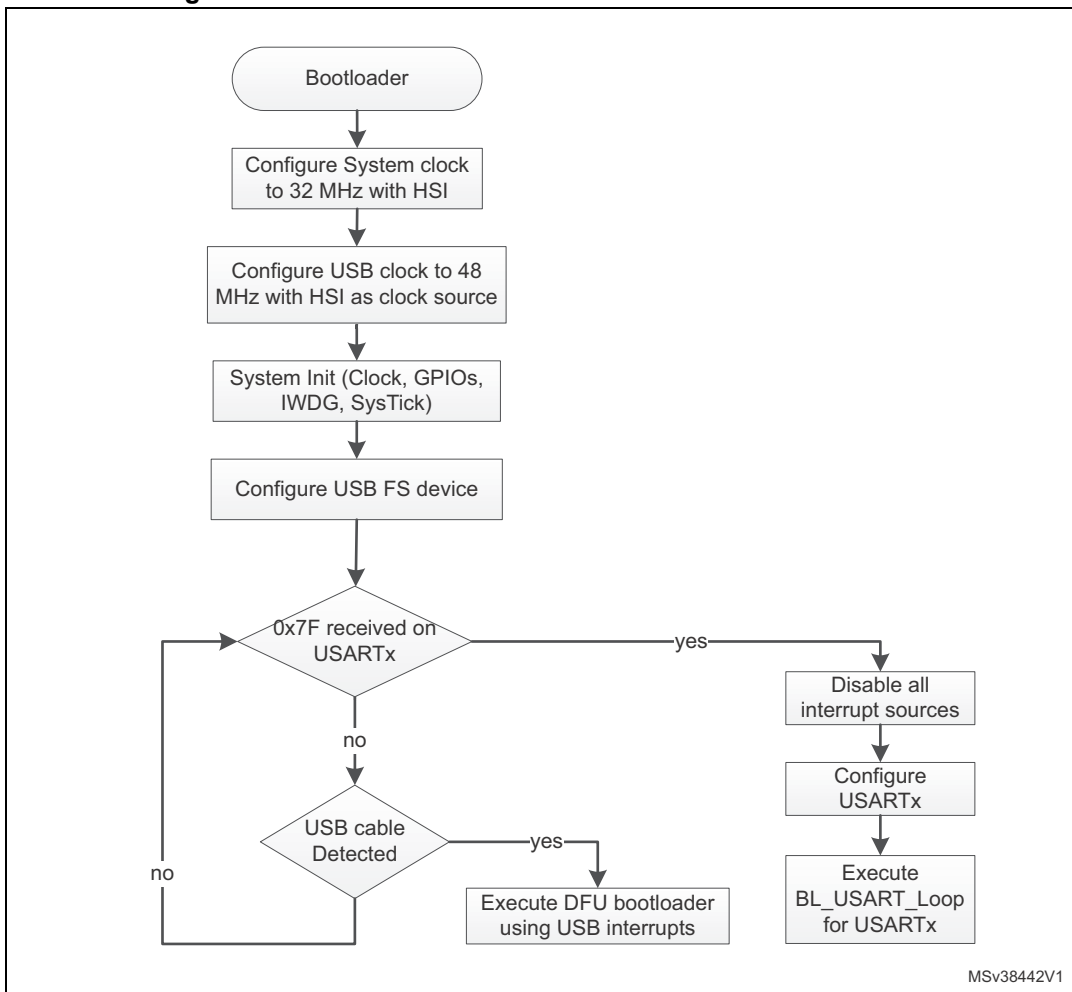 Bootloader
Configure System clock
to 32 MHz with HSI
Configure USB clock to 48
MHz with HSI as clock source
System Init (Clock, GPIOs,
IWDG, SysTick)
Configure USB FS device
0x7F received on
USARTx
yes
Disable all
interrupt sources
no
Configure
USARTx
USB cable
Detected
yes
no
Execute DFU bootloader
using USB interrupts
Execute
BL_USART_Loop
for USARTx
MSv38442V1